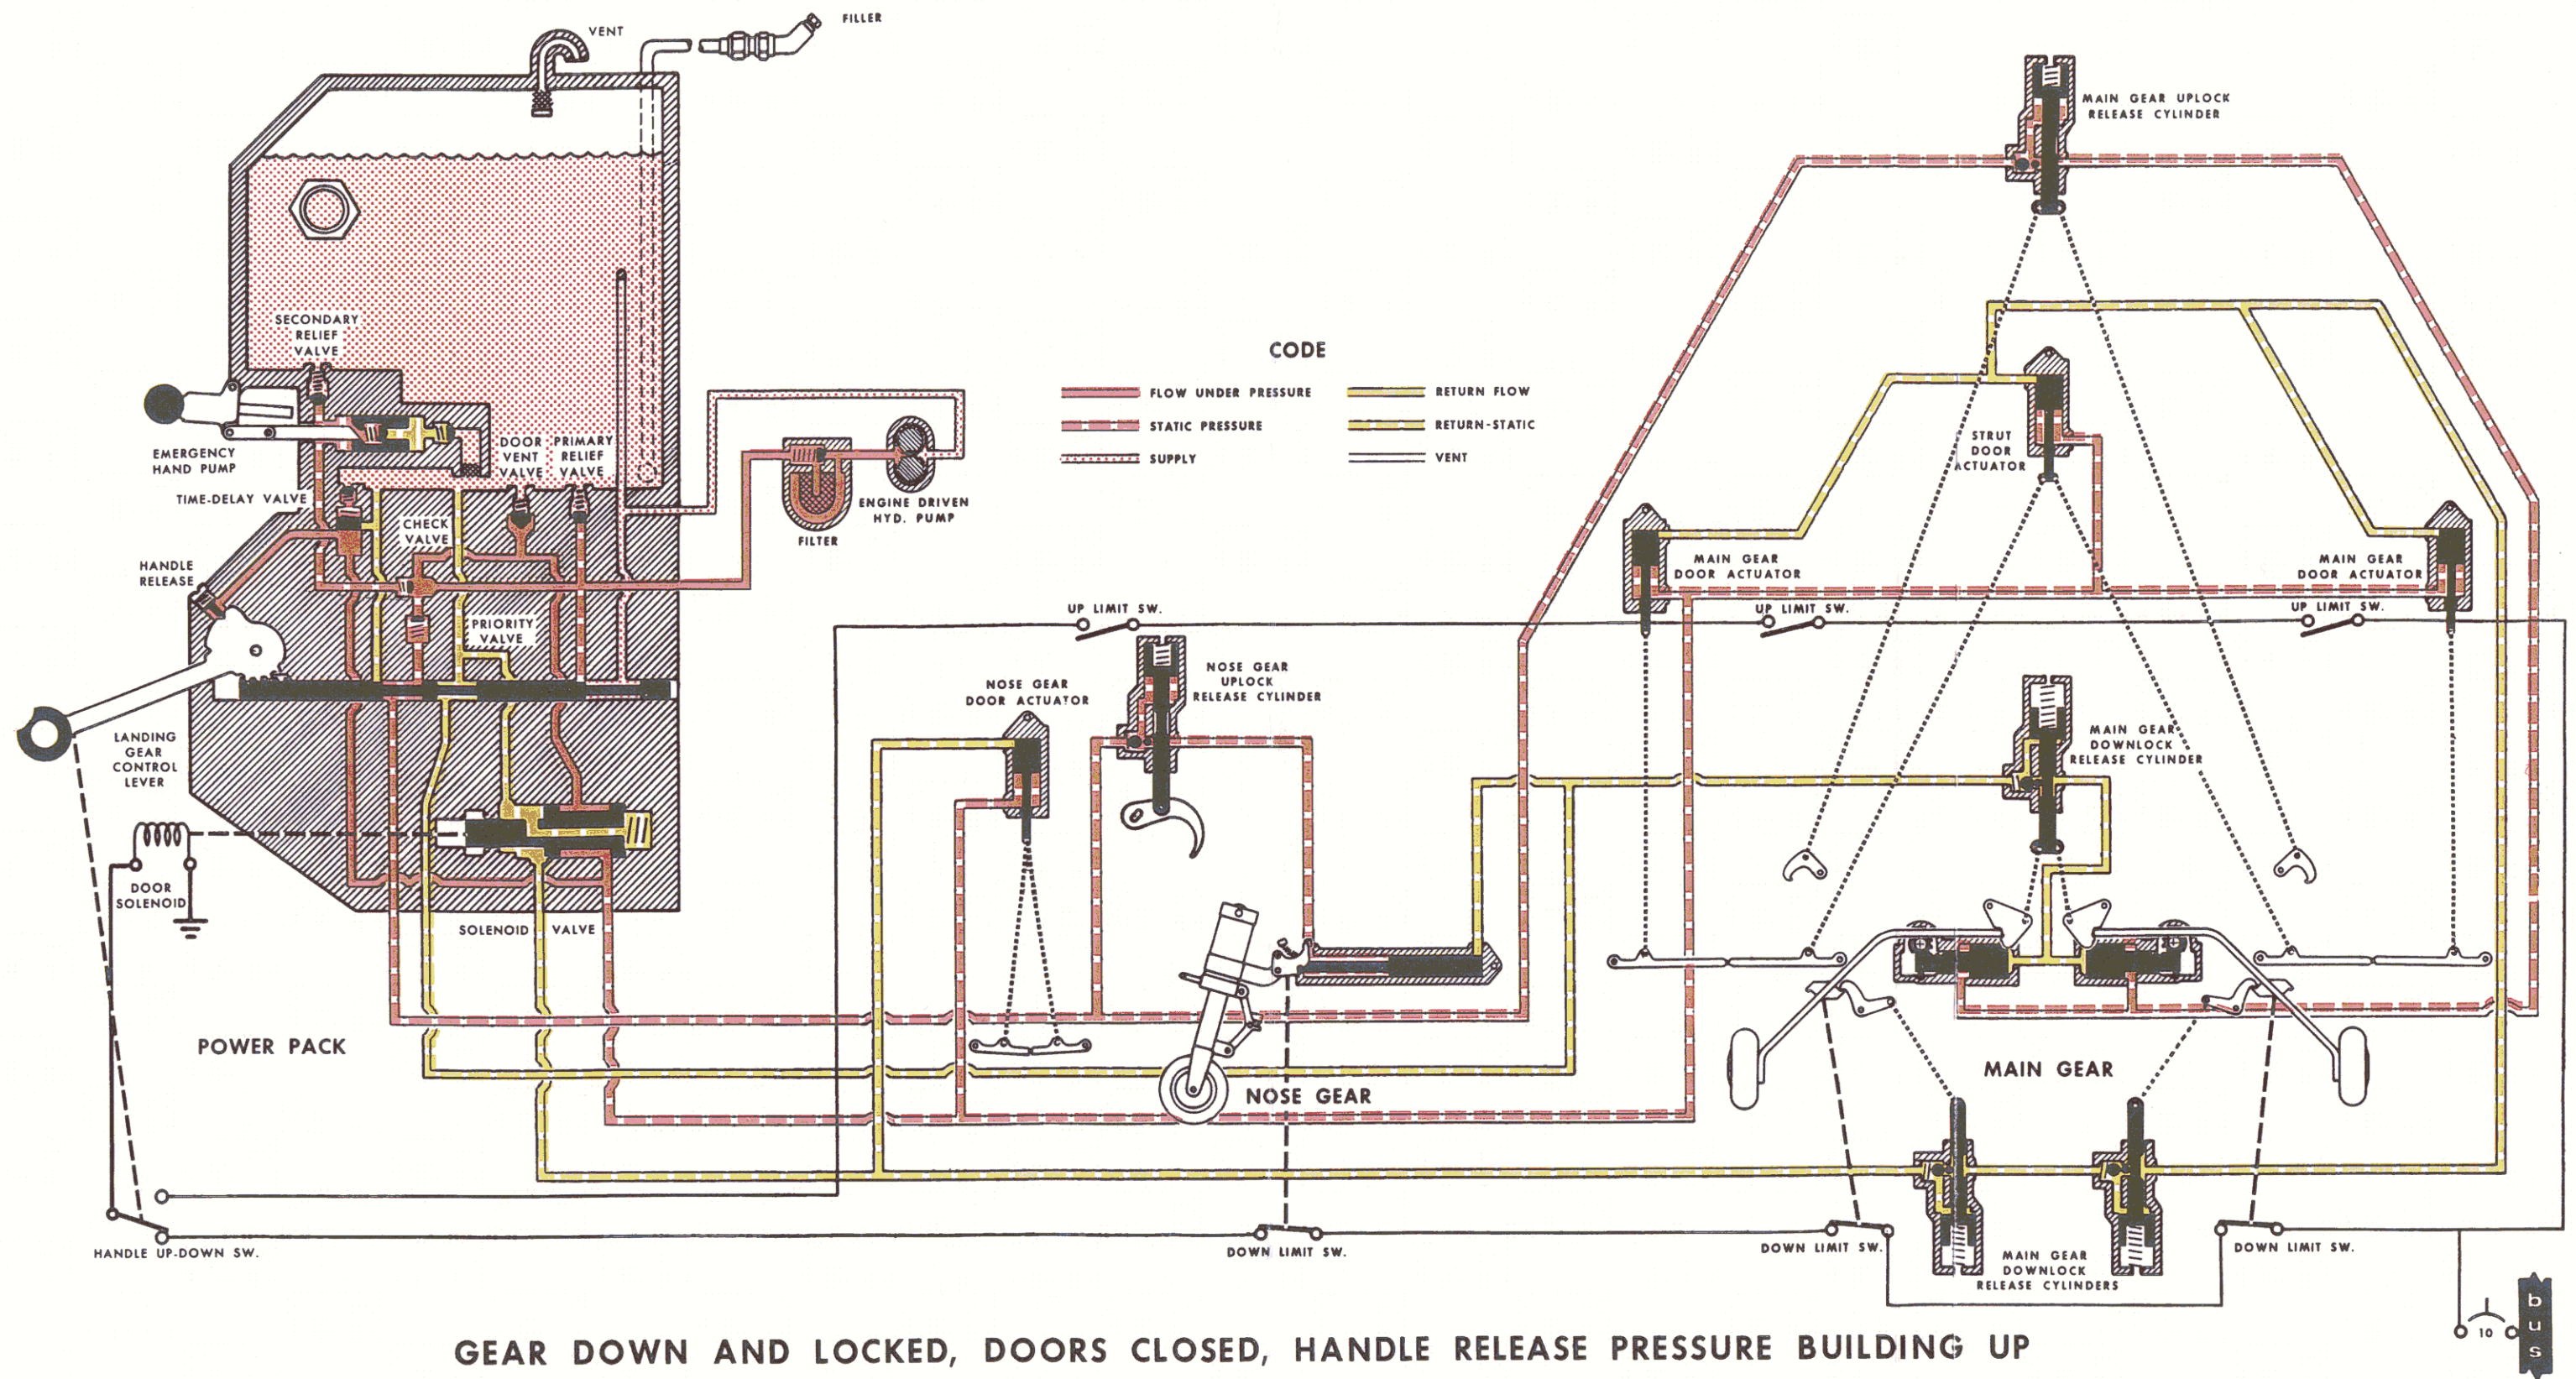 VENT
FILLER
MAIN GEAR UPLOCK
RELEASE CYLINDER
SECONDARY
RELIEF
VALVE
CODE
FLOW UNDER PRESSURE
RETURN FLOW
STATIC PRESSURE
RETURN-STATIC
SUPPLY
VENT
EMERGENCY
HAND PUMP
DOOR
VENT
VALVE
PRIMARY
RELIEF
VALVE
TIME-DELAY VALVE
CHECK
VALVE
ENGINE DRIVEN
HYD. PUMP
FILTER
STRUT
DOOR
ACTUATOR
MAIN GEAR
DOOR ACTUATOR
MAIN GEAR
DOOR ACTUATOR
HANDLE
RELEASE
PRIORITY
VALVE
UP LIMIT SW.
UP LIMIT SW.
UP LIMIT SW.
NOSE GEAR
DOOR ACTUATOR
NOSE GEAR
UPLOCK
RELEASE CYLINDER
LANDING
GEAR
CONTROL
LEVER
MAIN GEAR
DOWNLOCK
RELEASE CYLINDER
DOOR
SOLENOID
SOLENOID VALVE
POWER PACK
NOSE GEAR
MAIN GEAR
HANDLE UP-DOWN SW.
DOWN LIMIT SW.
DOWN LIMIT SW.
DOWN LIMIT SW.
MAIN GEAR
DOWNLOCK
RELEASE CYLINDERS
10
bus
GEAR DOWN AND LOCKED, DOORS CLOSED, HANDLE RELEASE PRESSURE BUILDING UP